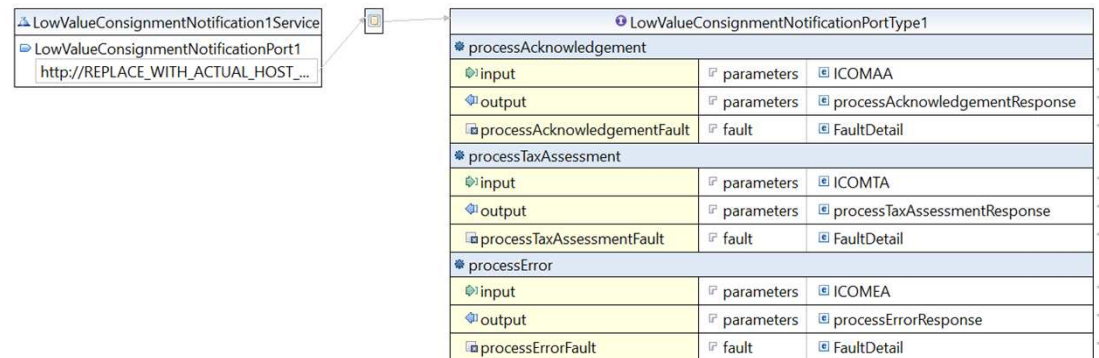 LowValueConsignmentNotification1Service
LowValueConsignmentNotificationPort1
http://REPLACE_WITH_ACTUAL_HOST_...
LowValueConsignmentNotificationPortType1
processAcknowledgement
input parameters ICOMAA
output parameters processAcknowledgementResponse
processAcknowledgementFault fault FaultDetail
processTaxAssessment
input parameters ICOMTA
output parameters processTaxAssessmentResponse
processTaxAssessmentFault fault FaultDetail
processError
input parameters ICOMEA
output parameters processErrorResponse
processErrorFault fault FaultDetail